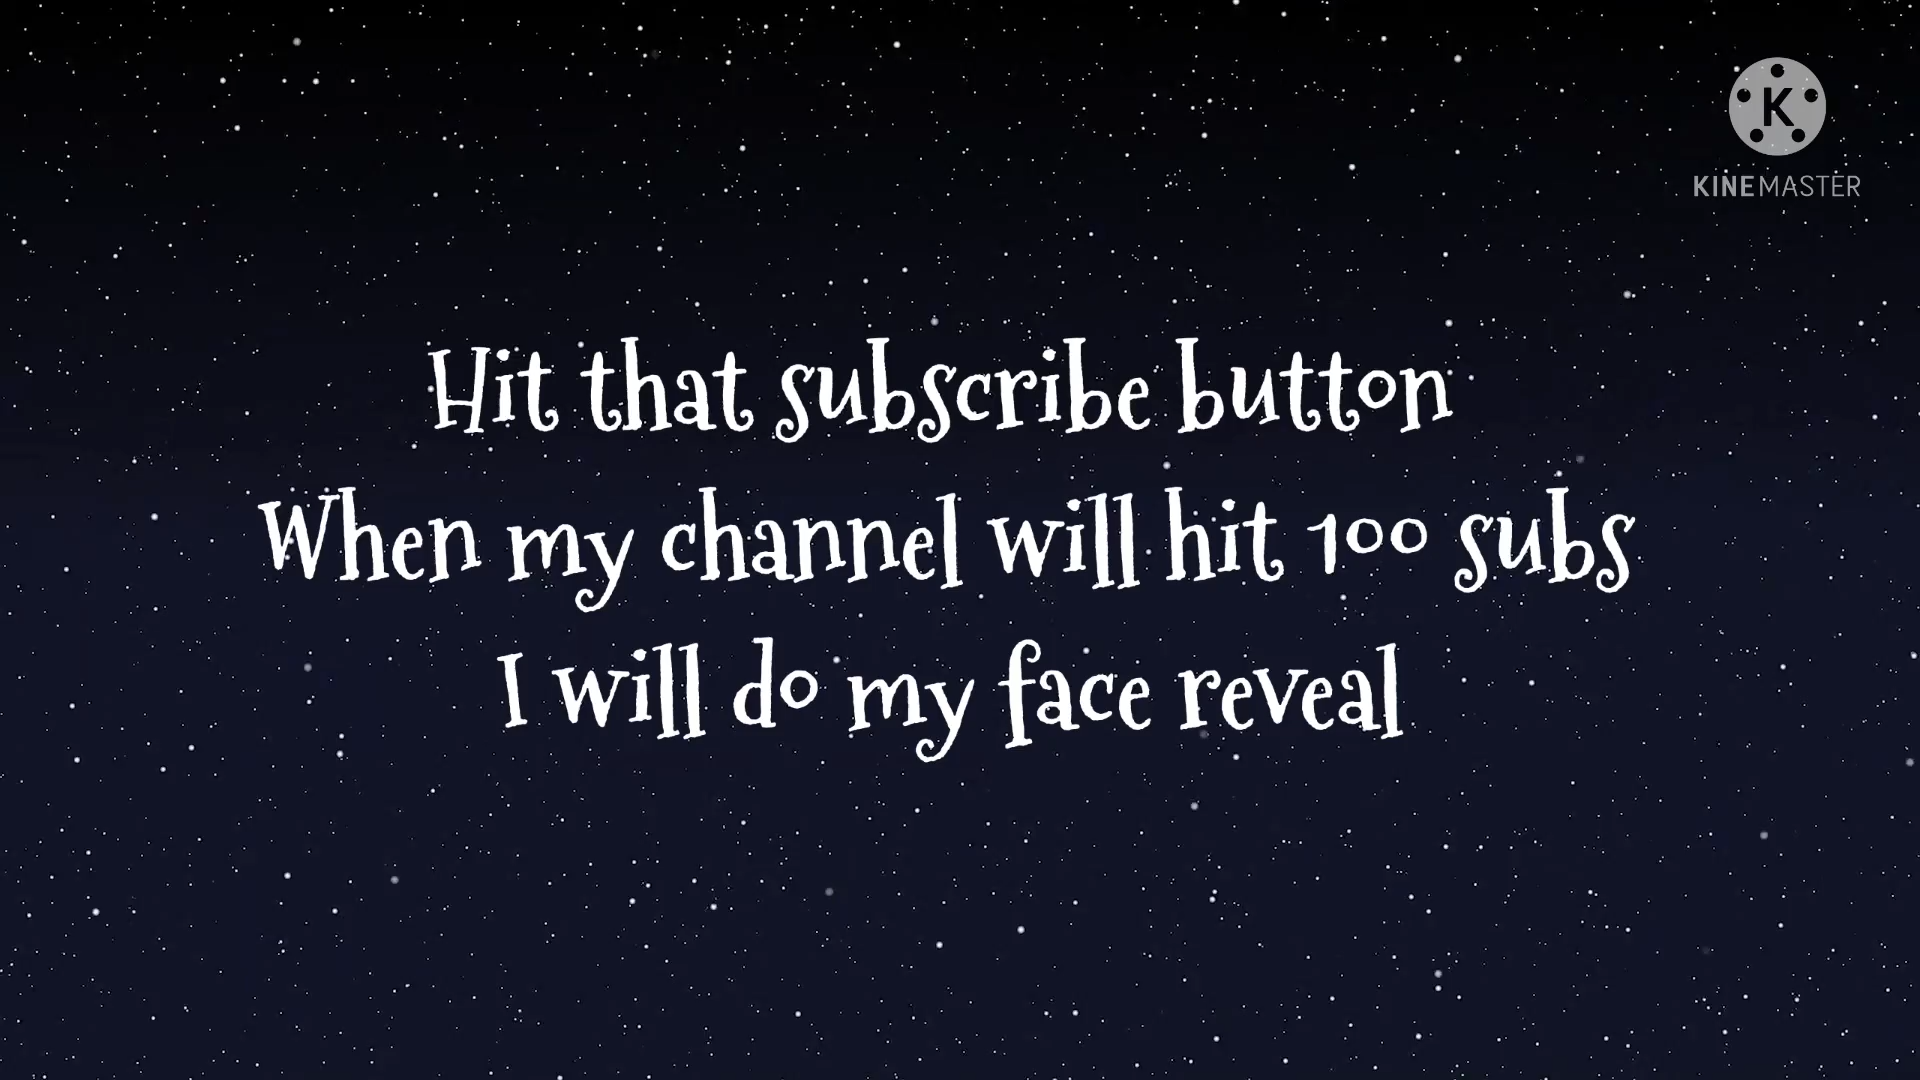 K
KINEMASTER
Hit that subscribe button
When my channel will hit 100 subs
I will do my face reveal